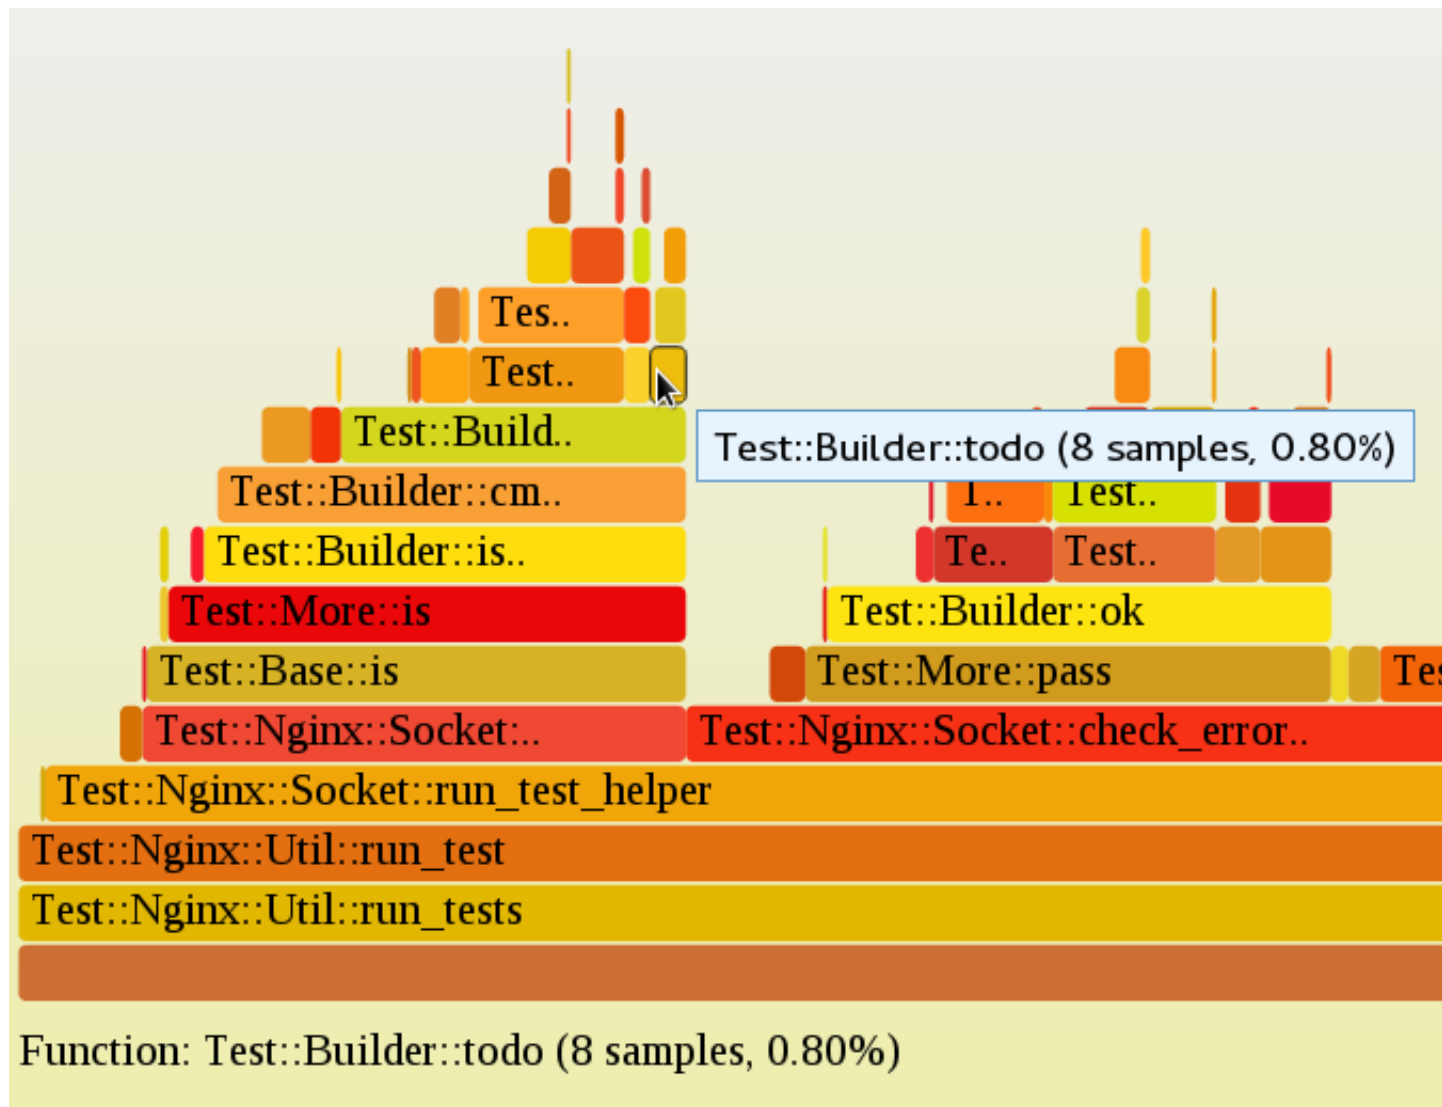 Tes..
Test..
Test::Build..
Test::Builder::todo (8 samples, 0.80%)
Test::Builder::cm..
T..
Test..
Test::Builder::is..
Te..
Test..
Test::More::is
Test::Builder::ok
Test::Base::is
Test::More::pass
Tes
Test::Nginx::Socket:..
Test::Nginx::Socket::check_error..
Test::Nginx::Socket::run_test_helper
Test::Nginx::Util::run_test
Test::Nginx::Util::run_tests
Function: Test::Builder::todo (8 samples, 0.80%)